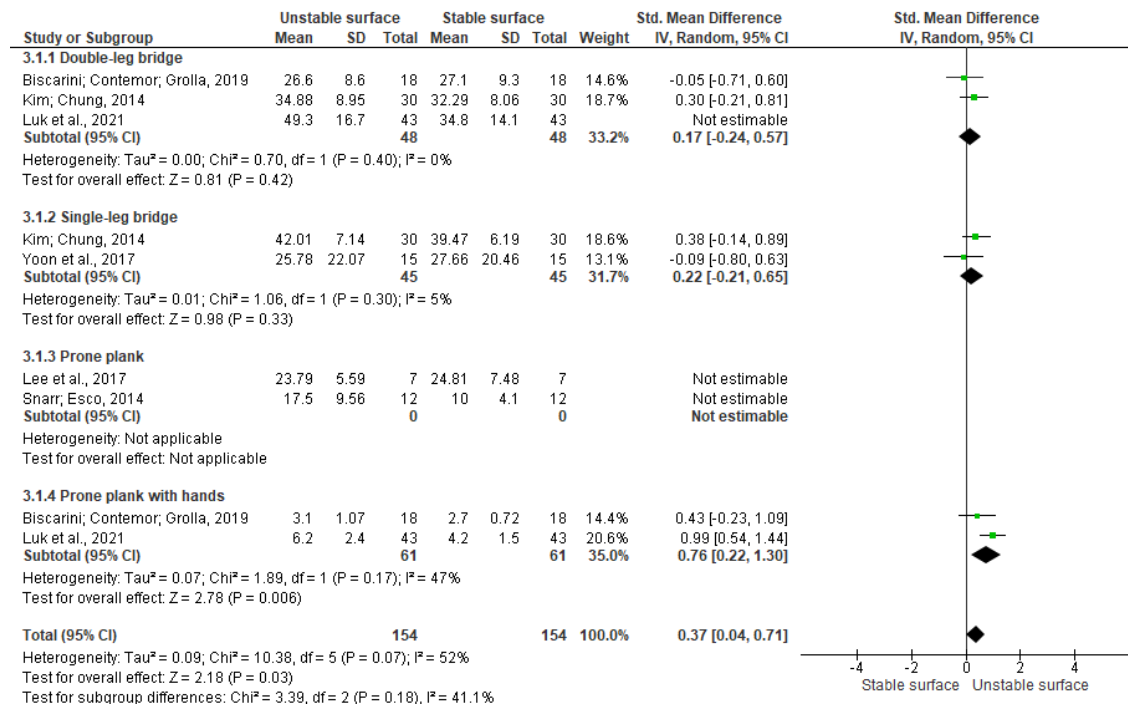 Unstable surface Stable surface Std. Mean Difference Std. Mean Difference
Study or Subgroup Mean SD Total Mean SD Total Weight IV, Random, 95% CI IV, Random, 95% CI
3.1.1 Double-leg bridge
Biscarini; Contemor; Grolla, 2019 26.6 8.6 18 27.1 9.3 18 14.6% -0.05 [-0.71, 0.60]
Kim; Chung, 2014 34.88 8.95 30 32.29 8.06 30 18.7% 0.30 [-0.21, 0.81]
Luk et al., 2021 49.3 16.7 43 34.8 14.1 43 Not estimable
Subtotal (95% CI) 48 48 33.2% 0.17 [-0.24, 0.57]
Heterogeneity: Tau² = 0.00; Chi² = 0.70, df = 1 (P = 0.40); I² = 0%
Test for overall effect: Z = 0.81 (P = 0.42)
3.1.2 Single-leg bridge
Kim; Chung, 2014 42.01 7.14 30 39.47 6.19 30 18.6% 0.38 [-0.14, 0.89]
Yoon et al., 2017 25.78 22.07 15 27.66 20.46 15 13.1% -0.09 [-0.80, 0.63]
Subtotal (95% CI) 45 45 31.7% 0.22 [-0.21, 0.65]
Heterogeneity: Tau² = 0.01; Chi² = 1.06, df = 1 (P = 0.30); I² = 5%
Test for overall effect: Z = 0.98 (P = 0.33)
3.1.3 Prone plank
Lee et al., 2017 23.79 5.59 7 24.81 7.48 7 Not estimable
Snarr; Esco, 2014 17.5 9.56 12 10 4.1 12 Not estimable
Subtotal (95% CI) 0 0 Not estimable
Heterogeneity: Not applicable
Test for overall effect: Not applicable
3.1.4 Prone plank with hands
Biscarini; Contemor; Grolla, 2019 3.1 1.07 18 2.7 0.72 18 14.4% 0.43 [-0.23, 1.09]
Luk et al., 2021 6.2 2.4 43 4.2 1.5 43 20.6% 0.99 [0.54, 1.44]
Subtotal (95% CI) 61 61 35.0% 0.76 [0.22, 1.30]
Heterogeneity: Tau² = 0.07; Chi² = 1.89, df = 1 (P = 0.17); I² = 47%
Test for overall effect: Z = 2.78 (P = 0.006)
Total (95% CI) 154 154 100.0% 0.37 [0.04, 0.71]
Heterogeneity: Tau² = 0.09; Chi² = 10.38, df = 5 (P = 0.07); I² = 52%
Test for overall effect: Z = 2.18 (P = 0.03)
Test for subgroup differences: Chi² = 3.39, df = 2 (P = 0.18), I² = 41.1%
-4 -2 0 2 4
Stable surface Unstable surface